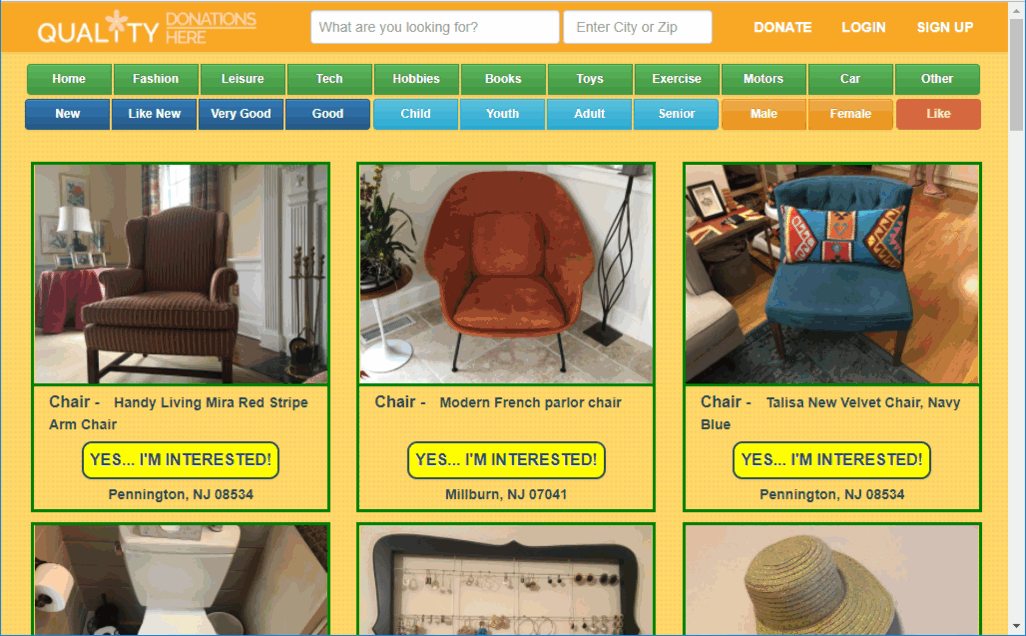 QUALITY DONATIONS HERE
What are you looking for?
Enter City or Zip
DONATE LOGIN SIGN UP
Home Fashion Leisure Tech Hobbies Books Toys Exercise Motors Car Other
New Like New Very Good Good Child Youth Adult Senior Male Female Like
Chair - Handy Living Mira Red Stripe
Arm Chair
YES... I'M INTERESTED!
Pennington, NJ 08534
Chair - Modern French parlor chair
YES... I'M INTERESTED!
Millburn, NJ 07041
Chair - Talisa New Velvet Chair, Navy
Blue
YES... I'M INTERESTED!
Pennington, NJ 08534